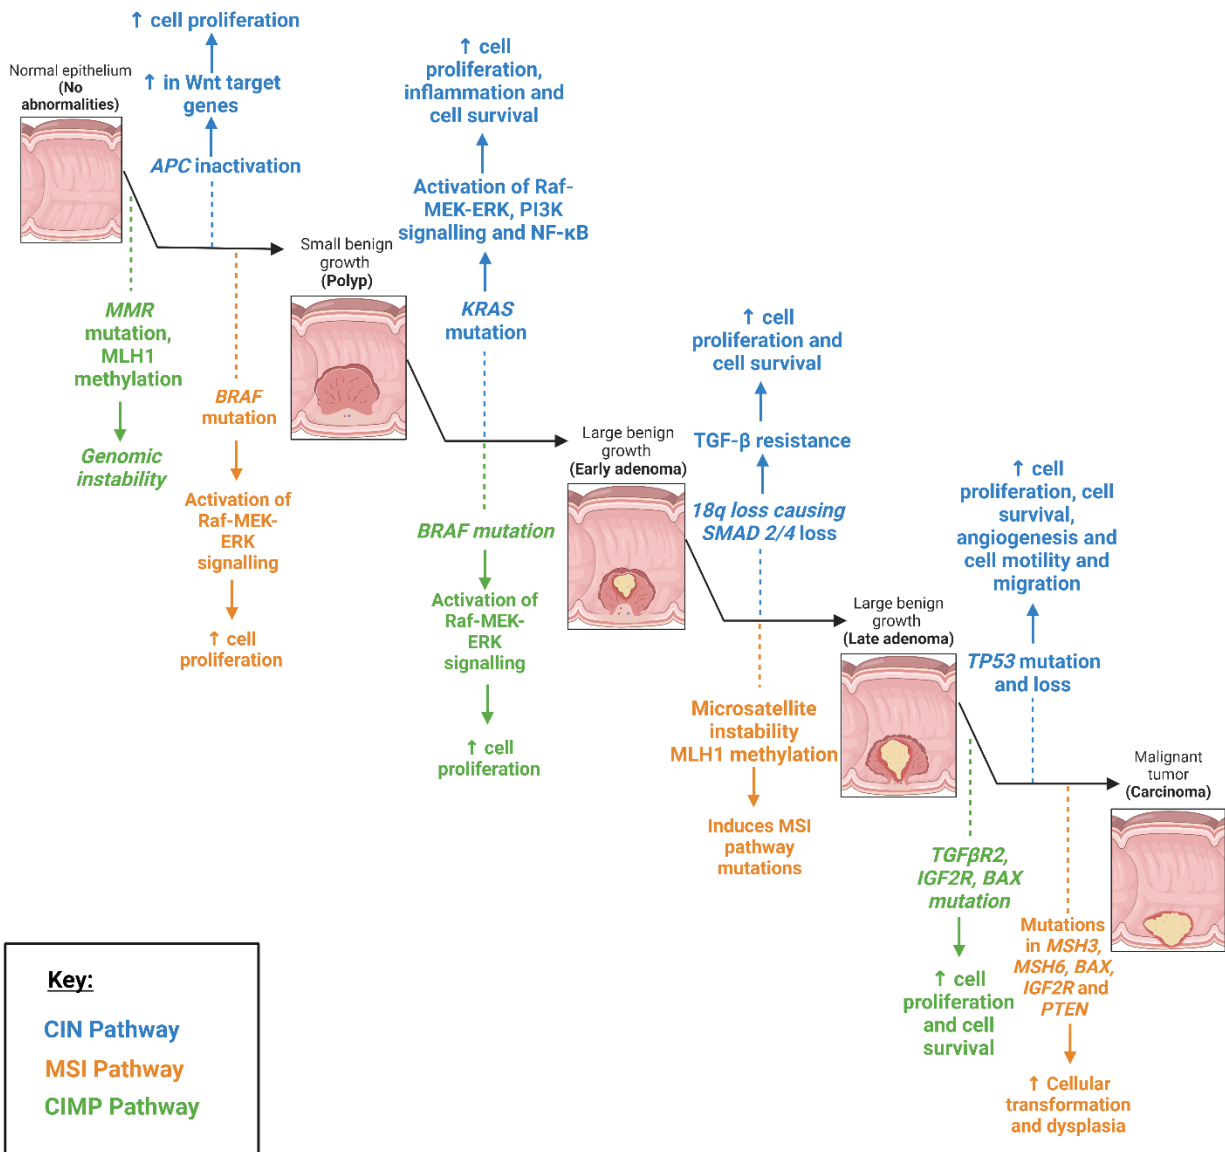 ↑ cell proliferation
↑ in Wnt target
genes
APC inactivation
Normal epithelium
(No
abnormalities)
MMR
mutation,
MLH1
methylation
Genomic
instability
BRAF
mutation
Activation of
Raf-MEK-
ERK
signalling
↑ cell
proliferation
Small benign
growth
(Polyp)
↑ cell
proliferation,
inflammation and
cell survival
Activation of Raf-
MEK-ERK, PI3K
signalling and NF-κB
KRAS
mutation
BRAF mutation
Activation of
Raf-MEK-
ERK
signalling
↑ cell
proliferation
Large benign
growth
(Early adenoma)
↑ cell
proliferation and
cell survival
TGF-β resistance
18q loss causing
SMAD 2/4 loss
Microsatellite
instability
MLH1 methylation
Induces MSI
pathway
mutations
Large benign
growth
(Late adenoma)
↑ cell
proliferation, cell
survival,
angiogenesis and
cell motility and
migration
TP53 mutation
and loss
TGFβR2,
IGF2R, BAX
mutation
↑ cell
proliferation
and cell
survival
Mutations
in MSH3,
MSH6, BAX,
IGF2R and
PTEN
↑ Cellular
transformation
and dysplasia
Malignant
tumor
(Carcinoma)
Key:
CIN Pathway
MSI Pathway
CIMP Pathway